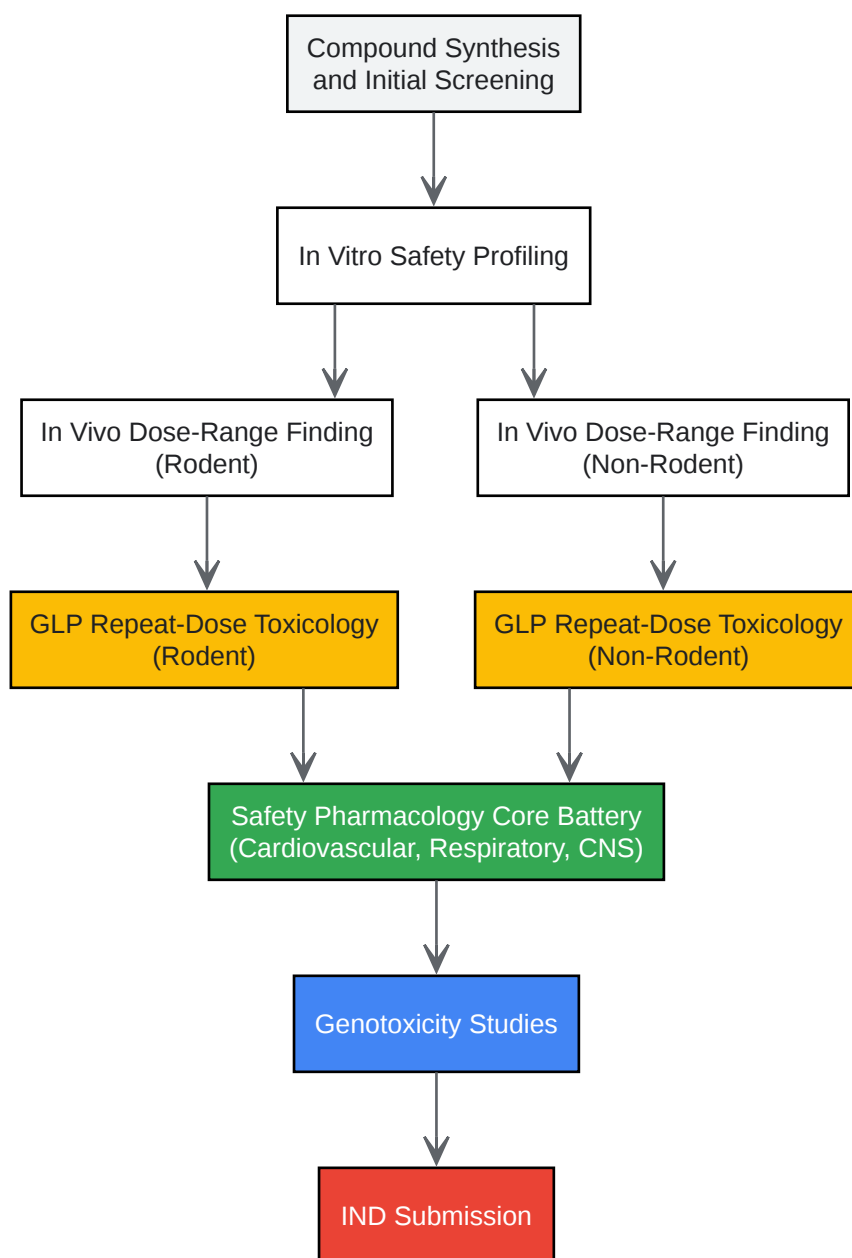 Compound Synthesis
and Initial Screening
In Vitro Safety Profiling
In Vivo Dose-Range Finding
(Rodent)
In Vivo Dose-Range Finding
(Non-Rodent)
GLP Repeat-Dose Toxicology
(Rodent)
GLP Repeat-Dose Toxicology
(Non-Rodent)
Safety Pharmacology Core Battery
(Cardiovascular, Respiratory, CNS)
Genotoxicity Studies
IND Submission